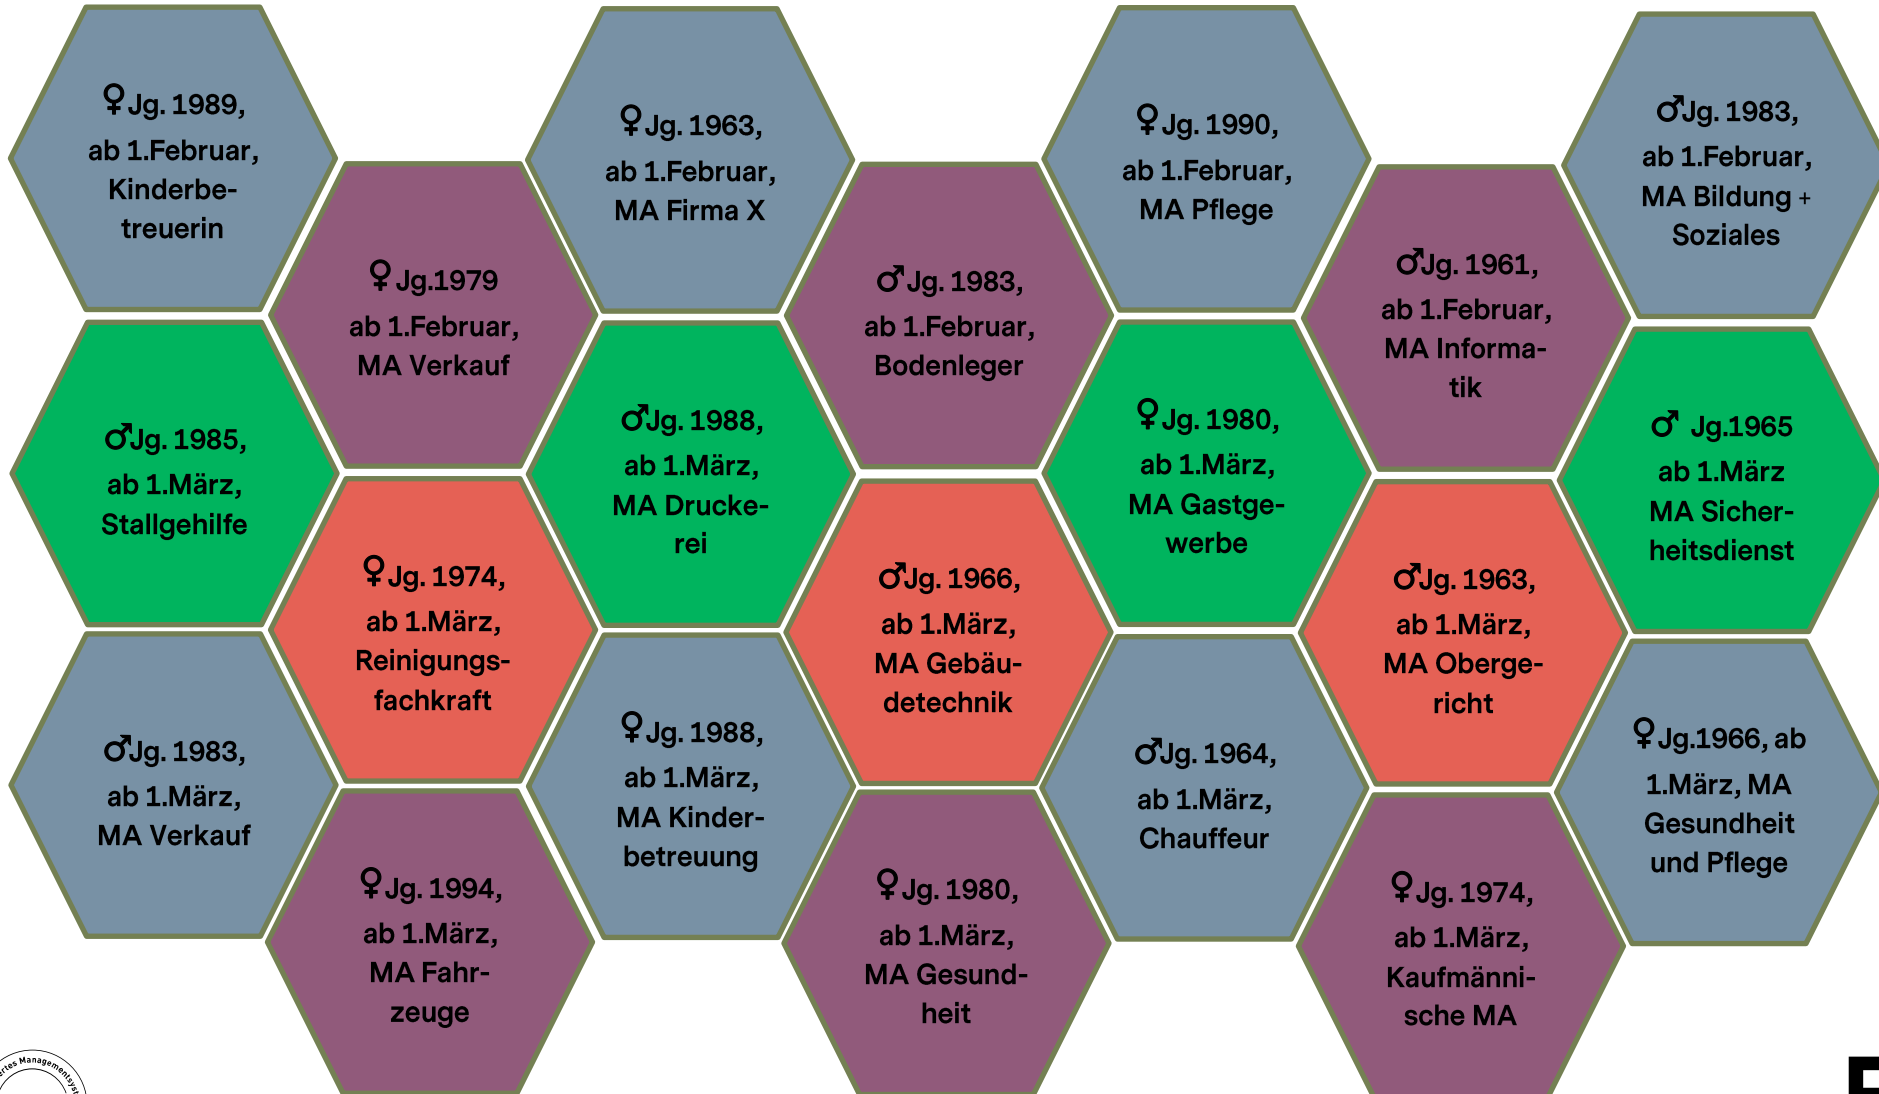 ♀Jg. 1989,
ab 1.Februar,
Kinderbe-
treuerin
♀Jg. 1963,
ab 1.Februar,
MA Firma X
♀Jg. 1990,
ab 1.Februar,
MA Pflege
♂Jg. 1983,
ab 1.Februar,
MA Bildung +
Soziales
♀Jg.1979
ab 1.Februar,
MA Verkauf
♂Jg. 1983,
ab 1.Februar,
Bodenleger
♂Jg. 1961,
ab 1.Februar,
MA Informa-
tik
♂Jg. 1985,
ab 1.März,
Stallgehilfe
♂Jg. 1988,
ab 1.März,
MA Drucke-
rei
♀Jg. 1980,
ab 1.März,
MA Gastge-
werbe
♂ Jg.1965
ab 1.März
MA Sicher-
heitsdienst
♀Jg. 1974,
ab 1.März,
Reinigungs-
fachkraft
♂Jg. 1966,
ab 1.März,
MA Gebäu-
detechnik
♂Jg. 1963,
ab 1.März,
MA Oberge-
richt
♂Jg. 1983,
ab 1.März,
MA Verkauf
♀Jg. 1988,
ab 1.März,
MA Kinder-
betreuung
♂Jg. 1964,
ab 1.März,
Chauffeur
♀Jg.1966, ab
1.März, MA
Gesundheit
und Pflege
♀Jg. 1994,
ab 1.März,
MA Fahr-
zeuge
♀Jg. 1980,
ab 1.März,
MA Gesund-
heit
♀Jg. 1974,
ab 1.März,
Kaufmänni-
sche MA